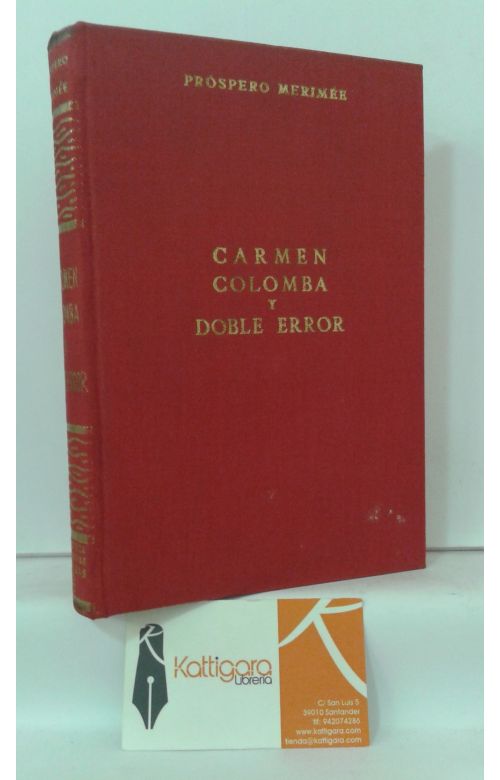 PRÓSPERO MERIMÉE
CARMEN
COLOMBA
Y
DOBLE ERROR
Kattigara
Librería
C/ San Luis 5
39010 Santander
tlf: 942074286
www.kattigara.com
tienda@kattigara.com